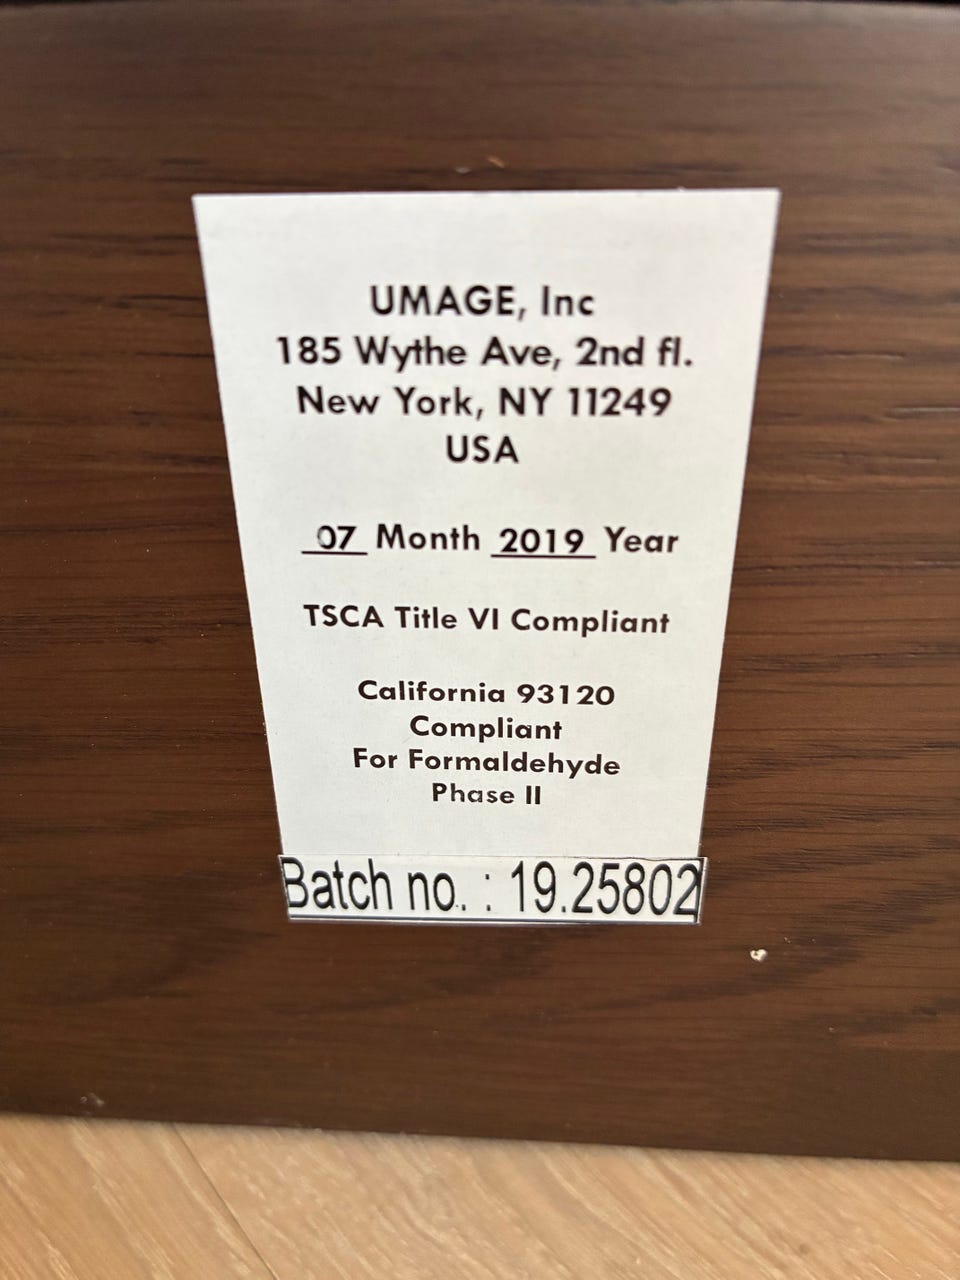 UMAGE, Inc
185 Wythe Ave, 2nd fl.
New York, NY 11249
USA
07 Month 2019 Year
TSCA Title VI Compliant
California 93120
Compliant
For Formaldehyde
Phase II
Batch no. : 19.25802